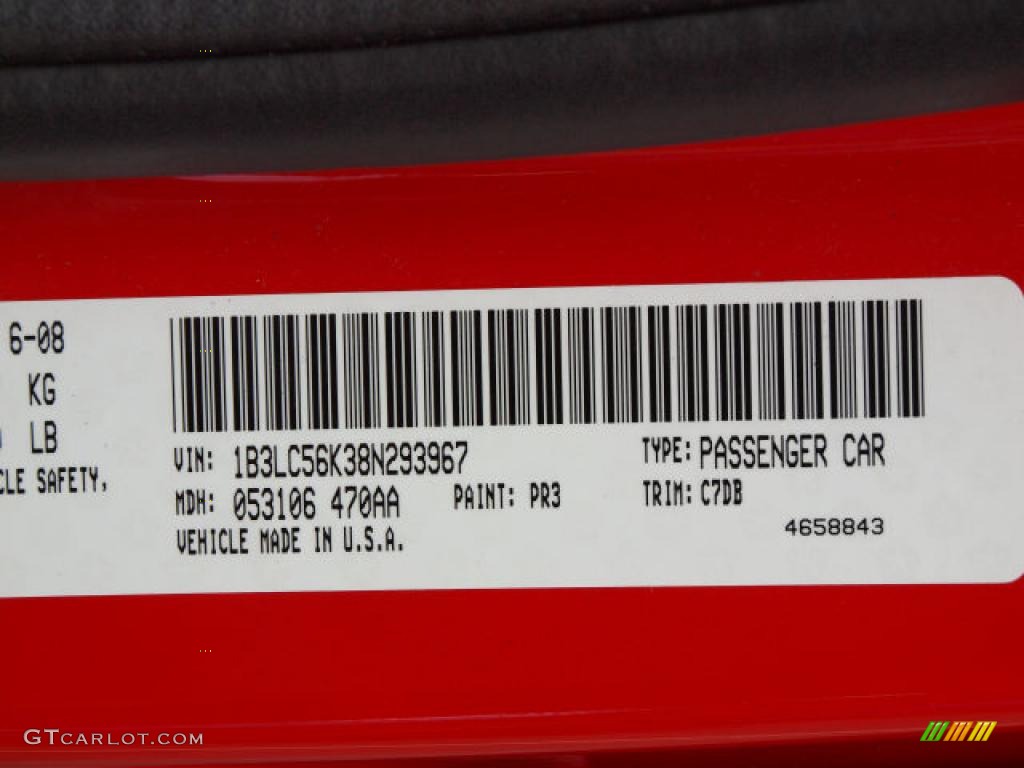 6-08
KG
LB
CLE SAFETY,
VIN: 1B3LC56K38N293967
TYPE: PASSENGER CAR
MDH: 053106 470AA
PAINT: PR3
TRIM: C7DB
VEHICLE MADE IN U.S.A.
4658843
GTCARLOT.COM